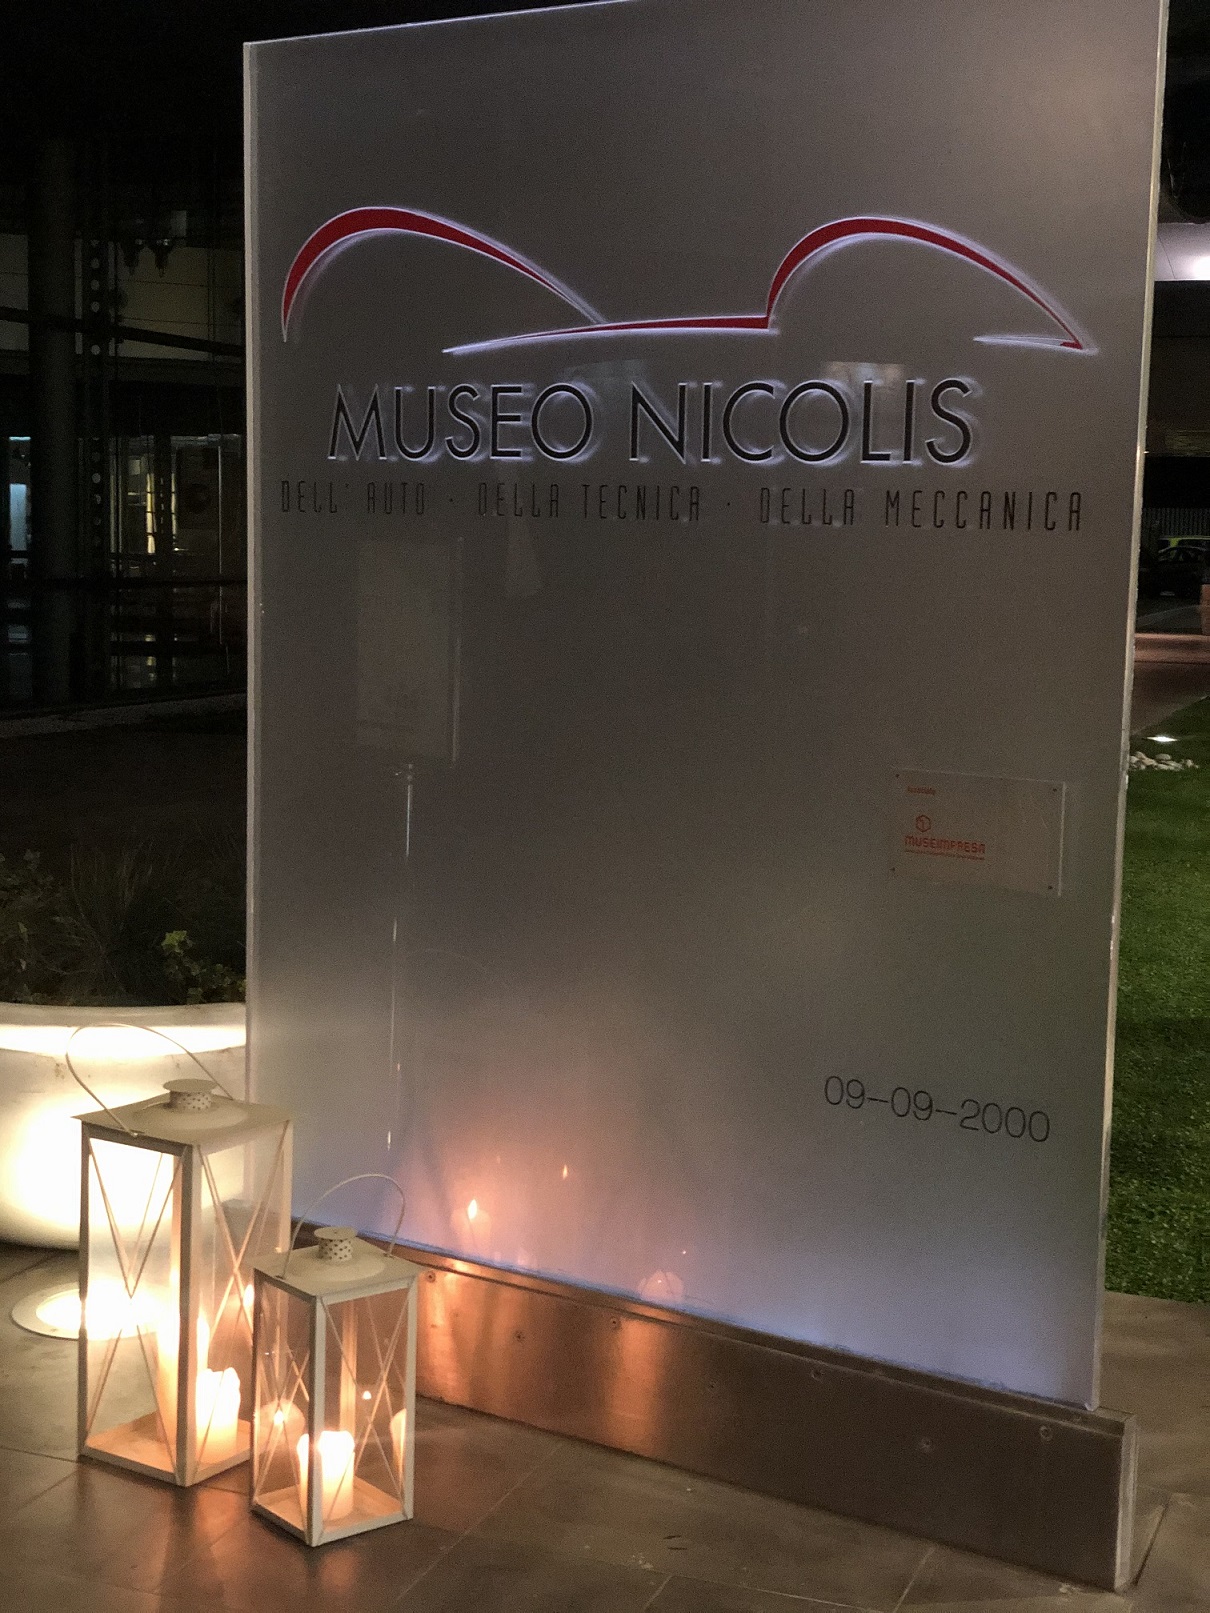 MUSEO NICOLIS
DELL' AUTO · DELLA TECNICA · DELLA MECCANICA
MUSEIMPRESA
09-09-2000